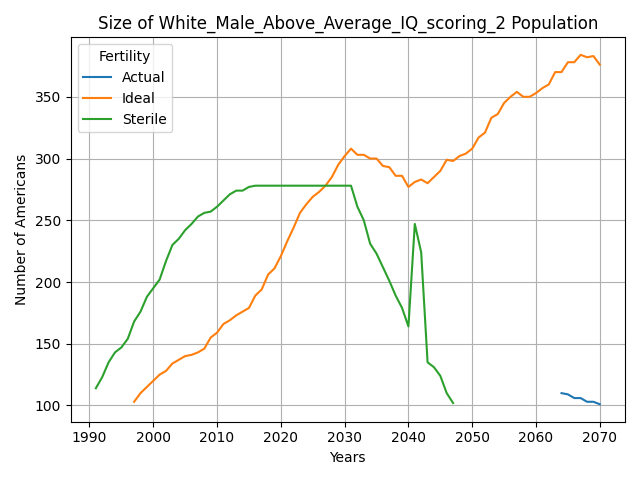 Size of White_Male_Above_Average_IQ_scoring_2 Population
Fertility
Actual
Ideal
Sterile
Number of Americans
350
300
250
200
150
100
1990 2000 2010 2020 2030 2040 2050 2060 2070
Years